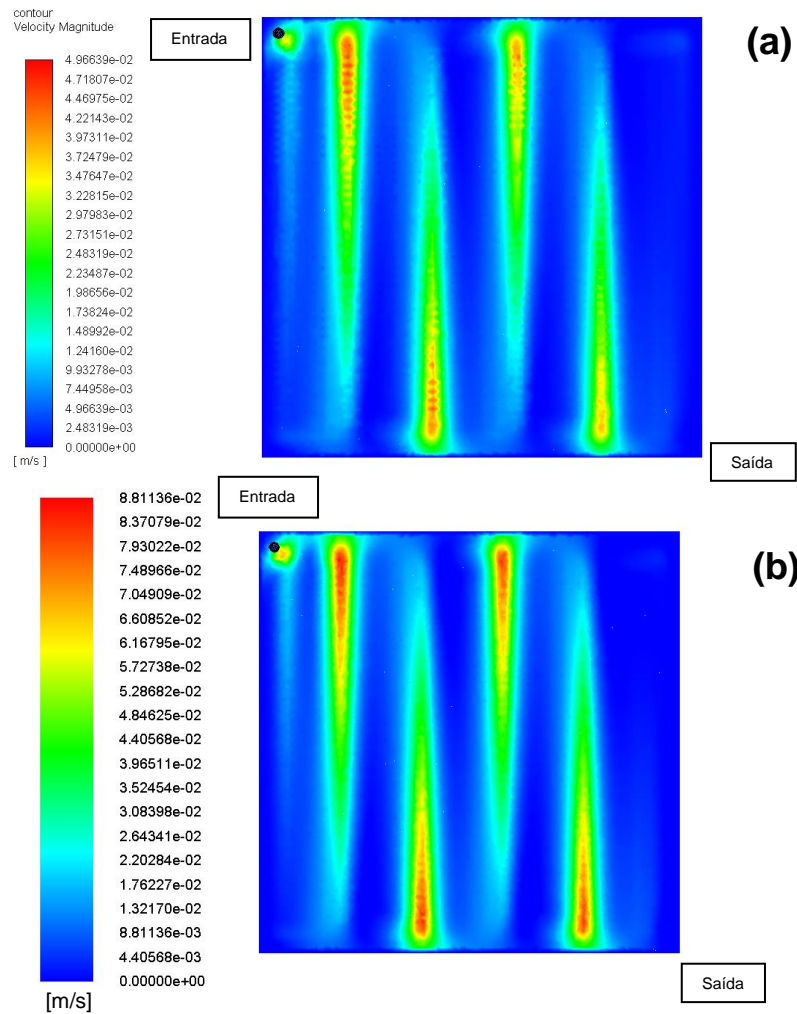 contour
Velocity Magnitude
4.96639e-02
4.71807e-02
4.46975e-02
4.22143e-02
3.97311e-02
3.72479e-02
3.47647e-02
3.22815e-02
2.97983e-02
2.73151e-02
2.48319e-02
2.23487e-02
1.98656e-02
1.73824e-02
1.48992e-02
1.24160e-02
9.93278e-03
7.44958e-03
4.96639e-03
2.48319e-03
0.00000e+00
[ m/s ]
Entrada
(a)
Saída
8.81136e-02
8.37079e-02
7.93022e-02
7.48966e-02
7.04909e-02
6.60852e-02
6.16795e-02
5.72738e-02
5.28682e-02
4.84625e-02
4.40568e-02
3.96511e-02
3.52454e-02
3.08398e-02
2.64341e-02
2.20284e-02
1.76227e-02
1.32170e-02
8.81136e-03
4.40568e-03
0.00000e+00
[m/s]
Entrada
(b)
Saída